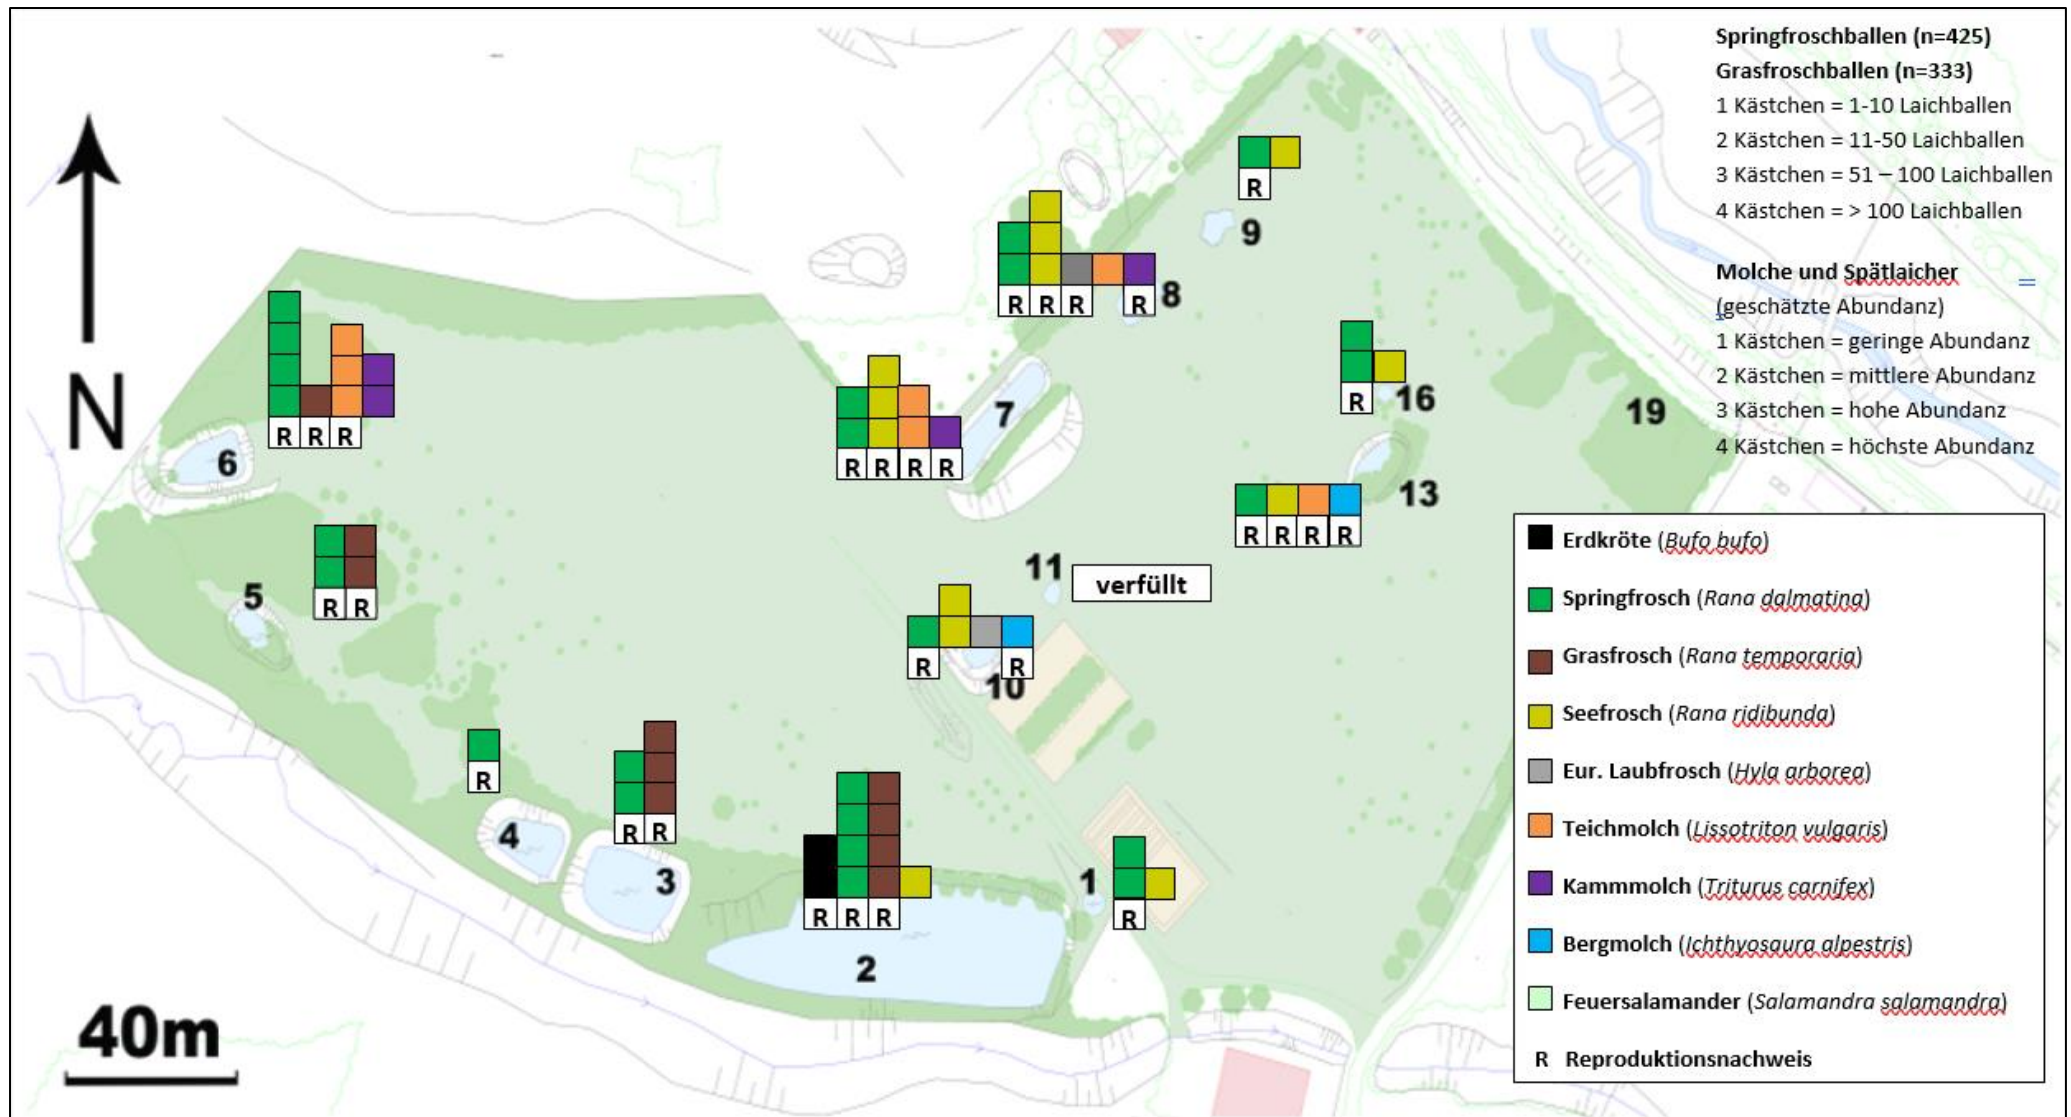 Springfroschballen (n=425)
Grasfroschballen (n=333)
1 Kästchen = 1-10 Laichballen
2 Kästchen = 11-50 Laichballen
3 Kästchen = 51 – 100 Laichballen
4 Kästchen = > 100 Laichballen
Molche und Spätlaicher
(geschätzte Abundanz)
1 Kästchen = geringe Abundanz
2 Kästchen = mittlere Abundanz
3 Kästchen = hohe Abundanz
4 Kästchen = höchste Abundanz
N
R
9
R R R R
8
R R R
6
7
R R R R
R
16
19
13
R R R R
5
R R
11
verfüllt
R R
10
R
4
R R
3
R R R
2
1
R
40m
Erdkröte (Bufo bufo)
Springfrosch (Rana dalmatina)
Grasfrosch (Rana temporaria)
Seefrosch (Rana ridibunda)
Eur. Laubfrosch (Hyla arborea)
Teichmolch (Lissotriton vulgaris)
Kammmolch (Triturus carnifex)
Bergmolch (Ichthyosaura alpestris)
Feuersalamander (Salamandra salamandra)
R Reproduktionsnachweis